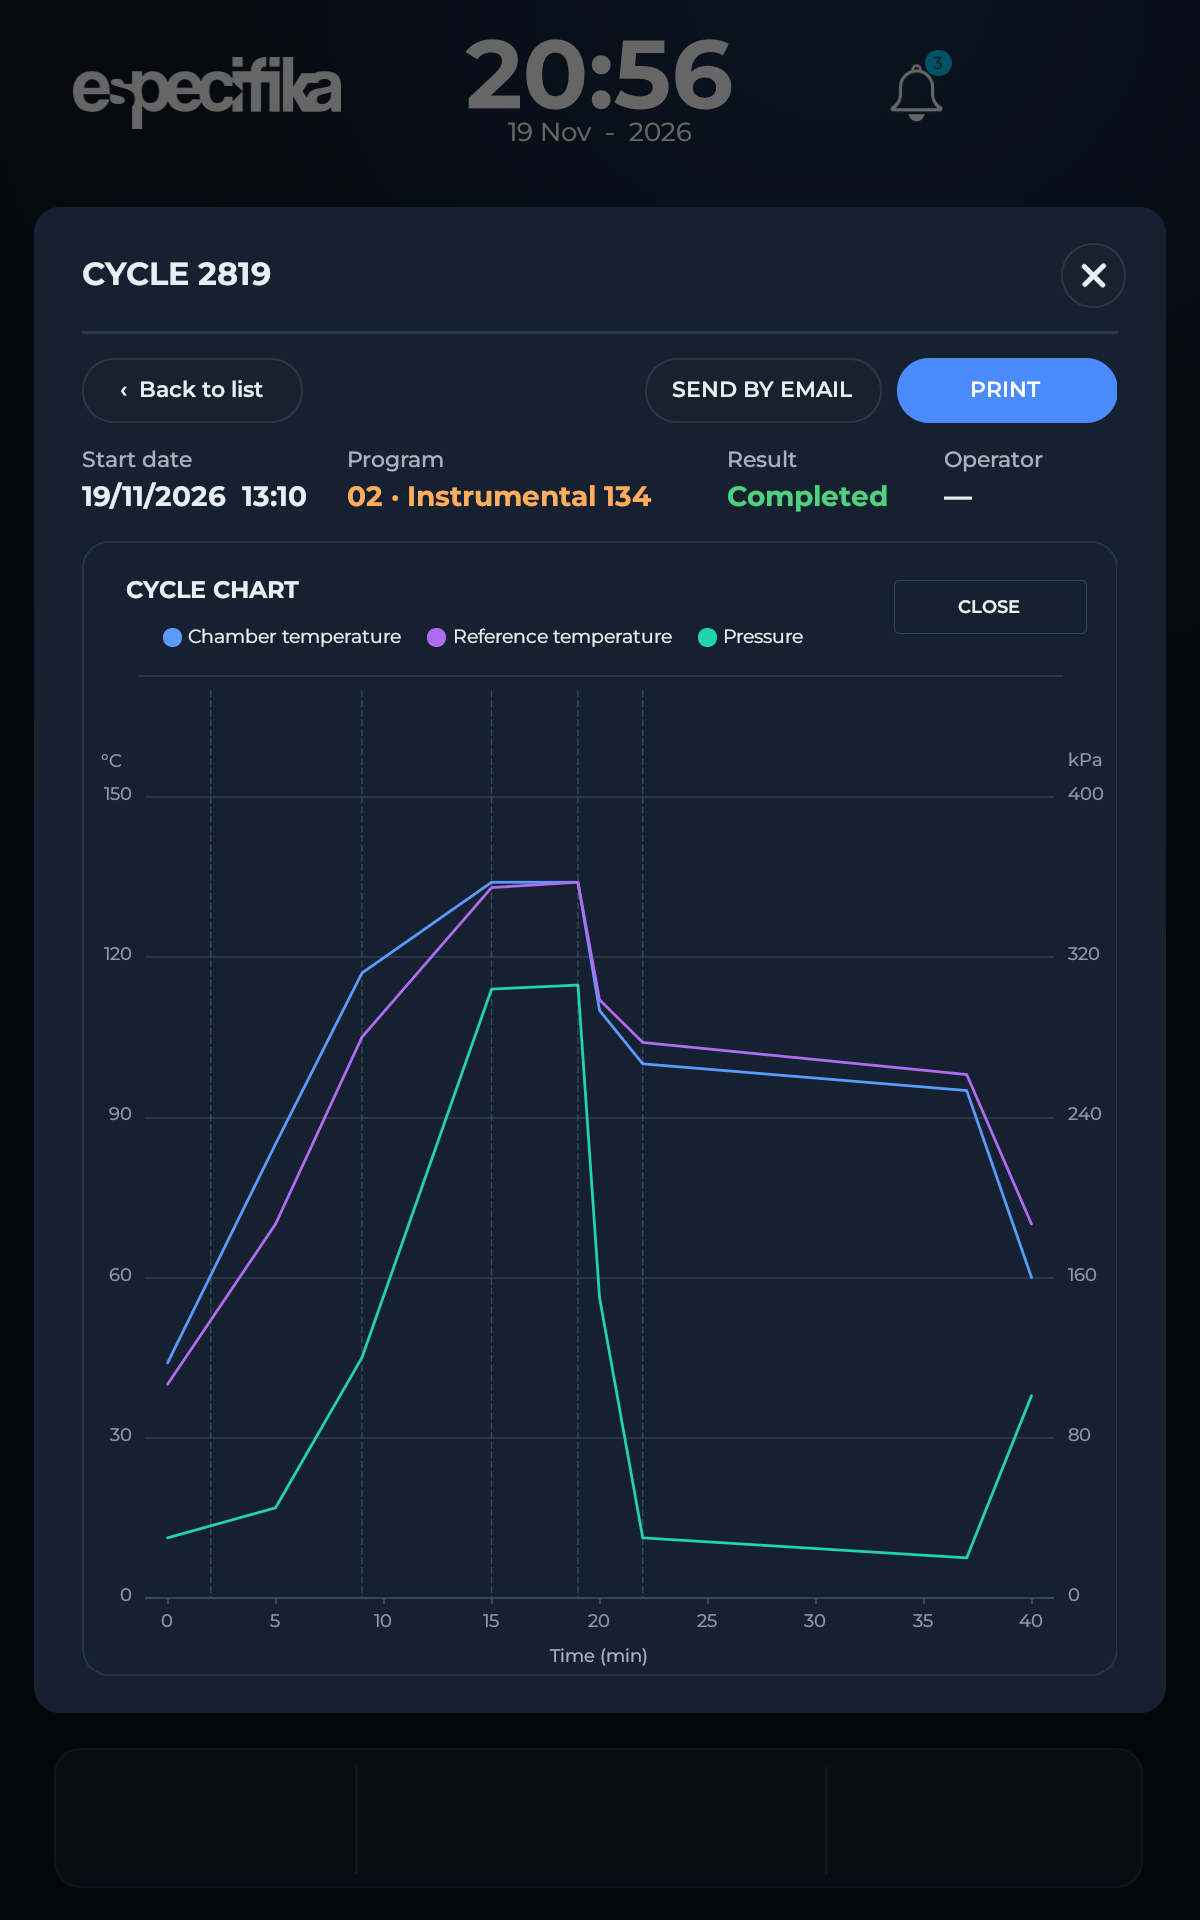 especifika
20:56
3
19 Nov - 2026
CYCLE 2819
‹ Back to list
SEND BY EMAIL
PRINT
Start date
Program
Result
Operator
19/11/2026 13:10
02 · Instrumental 134
Completed
—
CYCLE CHART
CLOSE
Chamber temperature
Reference temperature
Pressure
°C
kPa
150
400
120
320
90
240
60
160
30
80
0
0
0 5 10 15 20 25 30 35 40
Time (min)